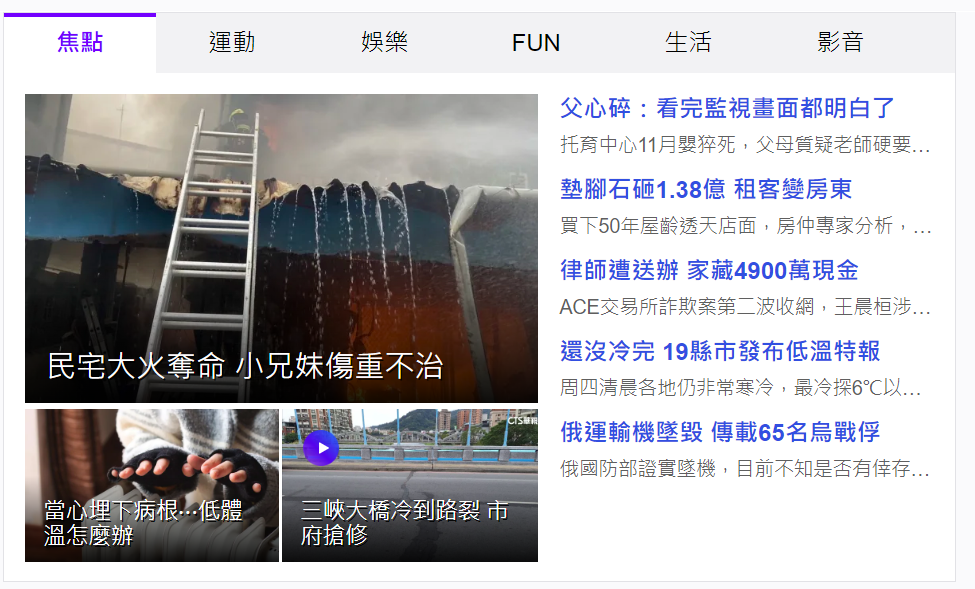 焦點
運動
娛樂
FUN
生活
影音
民宅大火奪命 小兄妹傷重不治
當心埋下病根…低體
溫怎麼辦
CTS華視
三峽大橋冷到路裂 市
府搶修
父心碎：看完監視畫面都明白了
托育中心11月嬰猝死，父母質疑老師硬要…
墊腳石砸1.38億 租客變房東
買下50年屋齡透天店面，房仲專家分析，…
律師遭送辦 家藏4900萬現金
ACE交易所詐欺案第二波收網，王晨桓涉…
還沒冷完 19縣市發布低溫特報
周四清晨各地仍非常寒冷，最冷探6℃以…
俄運輸機墜毀 傳載65名烏戰俘
俄國防部證實墜機，目前不知是否有倖存…